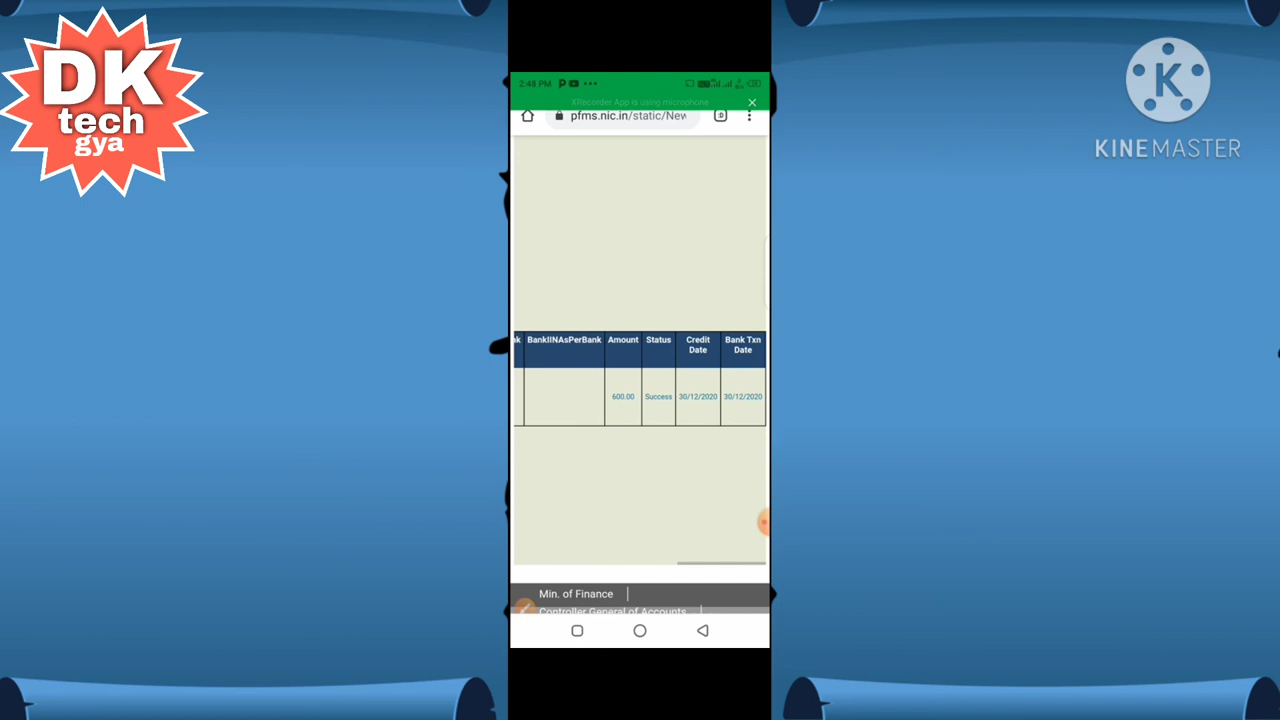 DK
tech
gya
KINEMASTER
K
2:48 PM
KRecorder App is using microphone
pfms.nic.in/static/New
:D
BankIINAsPerBank Amount Status Credit Date Bank Txn Date
600.00 Success 30/12/2020 30/12/2020
Min. of Finance |
Controller General of Accounts |